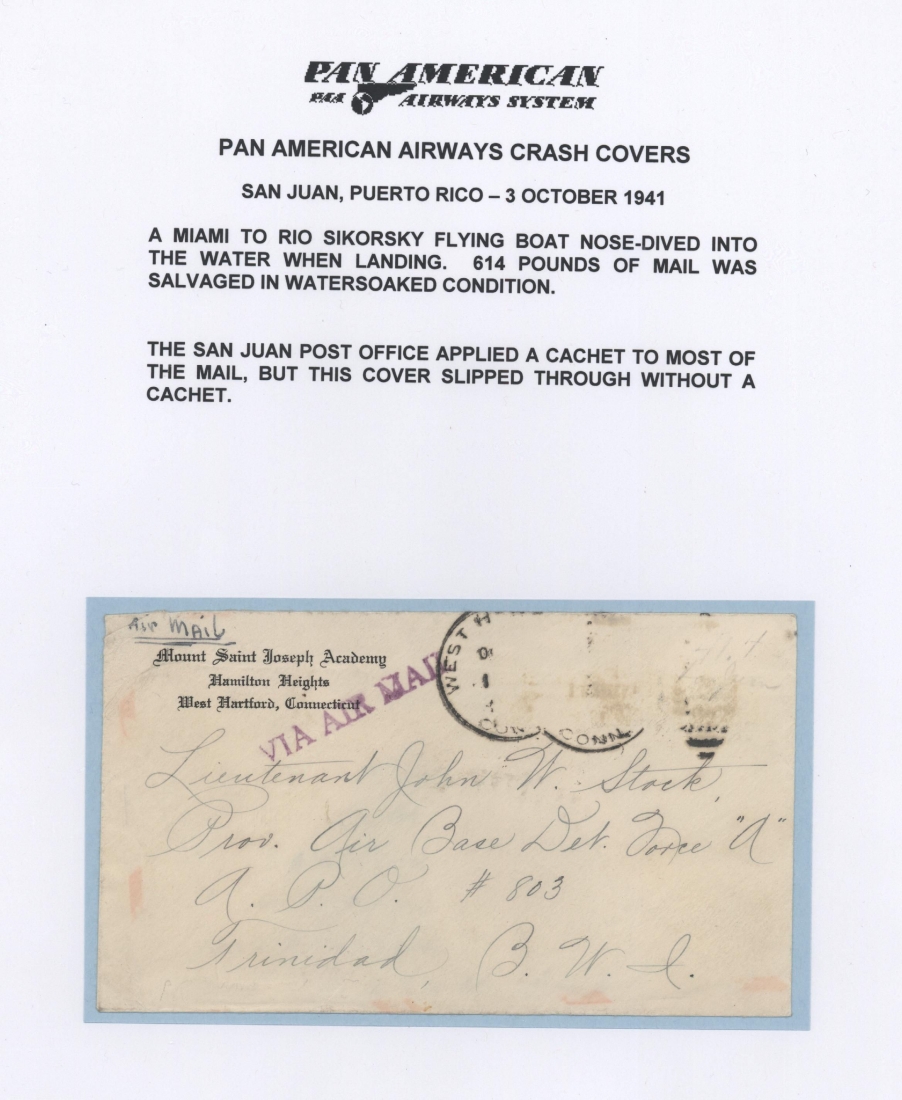 PAN AMERICAN
PAA AIRWAYS SYSTEM
PAN AMERICAN AIRWAYS CRASH COVERS
SAN JUAN, PUERTO RICO – 3 OCTOBER 1941
A MIAMI TO RIO SIKORSKY FLYING BOAT NOSE-DIVED INTO
THE WATER WHEN LANDING. 614 POUNDS OF MAIL WAS
SALVAGED IN WATERSOAKED CONDITION.
THE SAN JUAN POST OFFICE APPLIED A CACHET TO MOST OF
THE MAIL, BUT THIS COVER SLIPPED THROUGH WITHOUT A
CACHET.
Air MAIL
Mount Saint Joseph Academy
Hamilton Heights
West Hartford, Connecticut
VIA AIR MAIL
WEST
CONN.
Lieutenant John W. Stock,
Prov. Air Base Det. Force "A"
A. P. O. # 803
Trinidad, B. W. I.